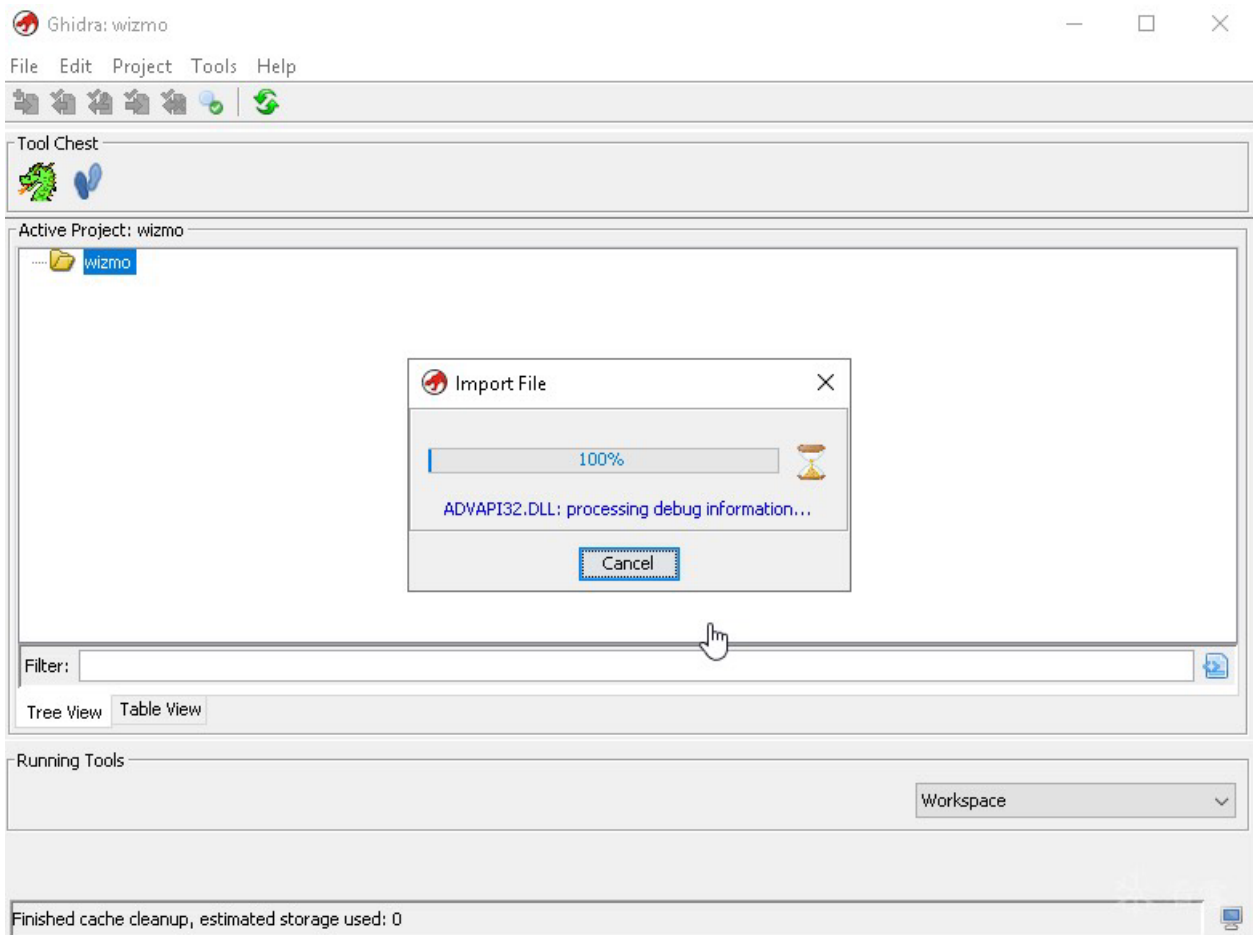 Ghidra: wizmo
File Edit Project Tools Help
Tool Chest
Active Project: wizmo
wizmo
Import File
100%
ADVAPI32.DLL: processing debug information...
Cancel
Filter:
Tree View Table View
Running Tools
Workspace
Finished cache cleanup, estimated storage used: 0